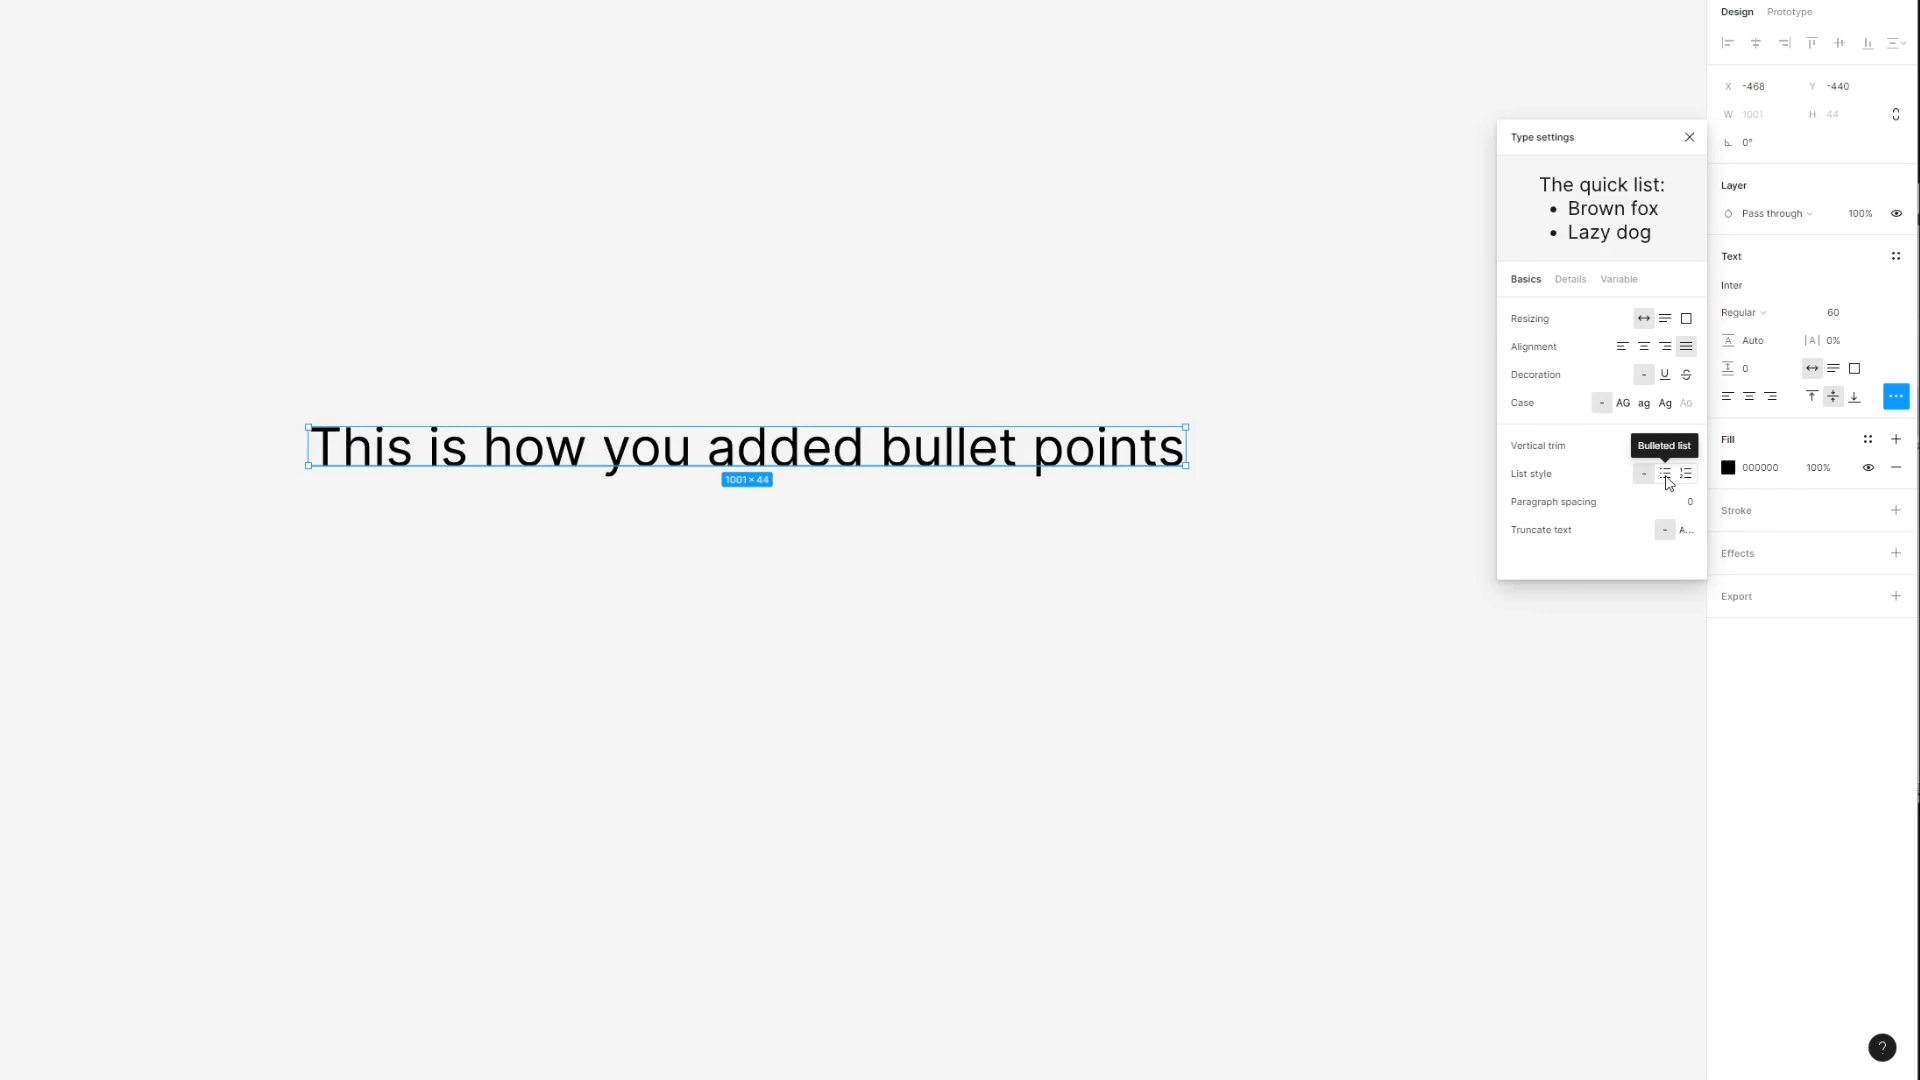 Design Prototype
X -468 Y -440
W 1001 H 44
0°
Layer
Pass through 100%
Text
Inter
Regular 60
A Auto |A| 0%
0
Fill
000000 100%
Stroke
Effects
Export
Type settings
The quick list:
• Brown fox
• Lazy dog
Basics Details Variable
Resizing
Alignment
Decoration - U S
Case - AG ag Ag AG
Vertical trim
Bulleted list
List style -
Paragraph spacing 0
Truncate text - A...
This is how you added bullet points
1001 × 44
?